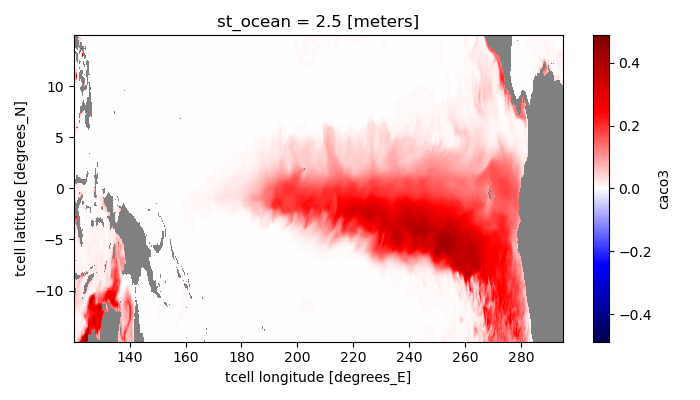 st_ocean = 2.5 [meters]
10
5
0
−5
−10
tcell latitude [degrees_N]
140 160 180 200 220 240 260 280
tcell longitude [degrees_E]
0.4
0.2
0.0
−0.2
−0.4
caco3